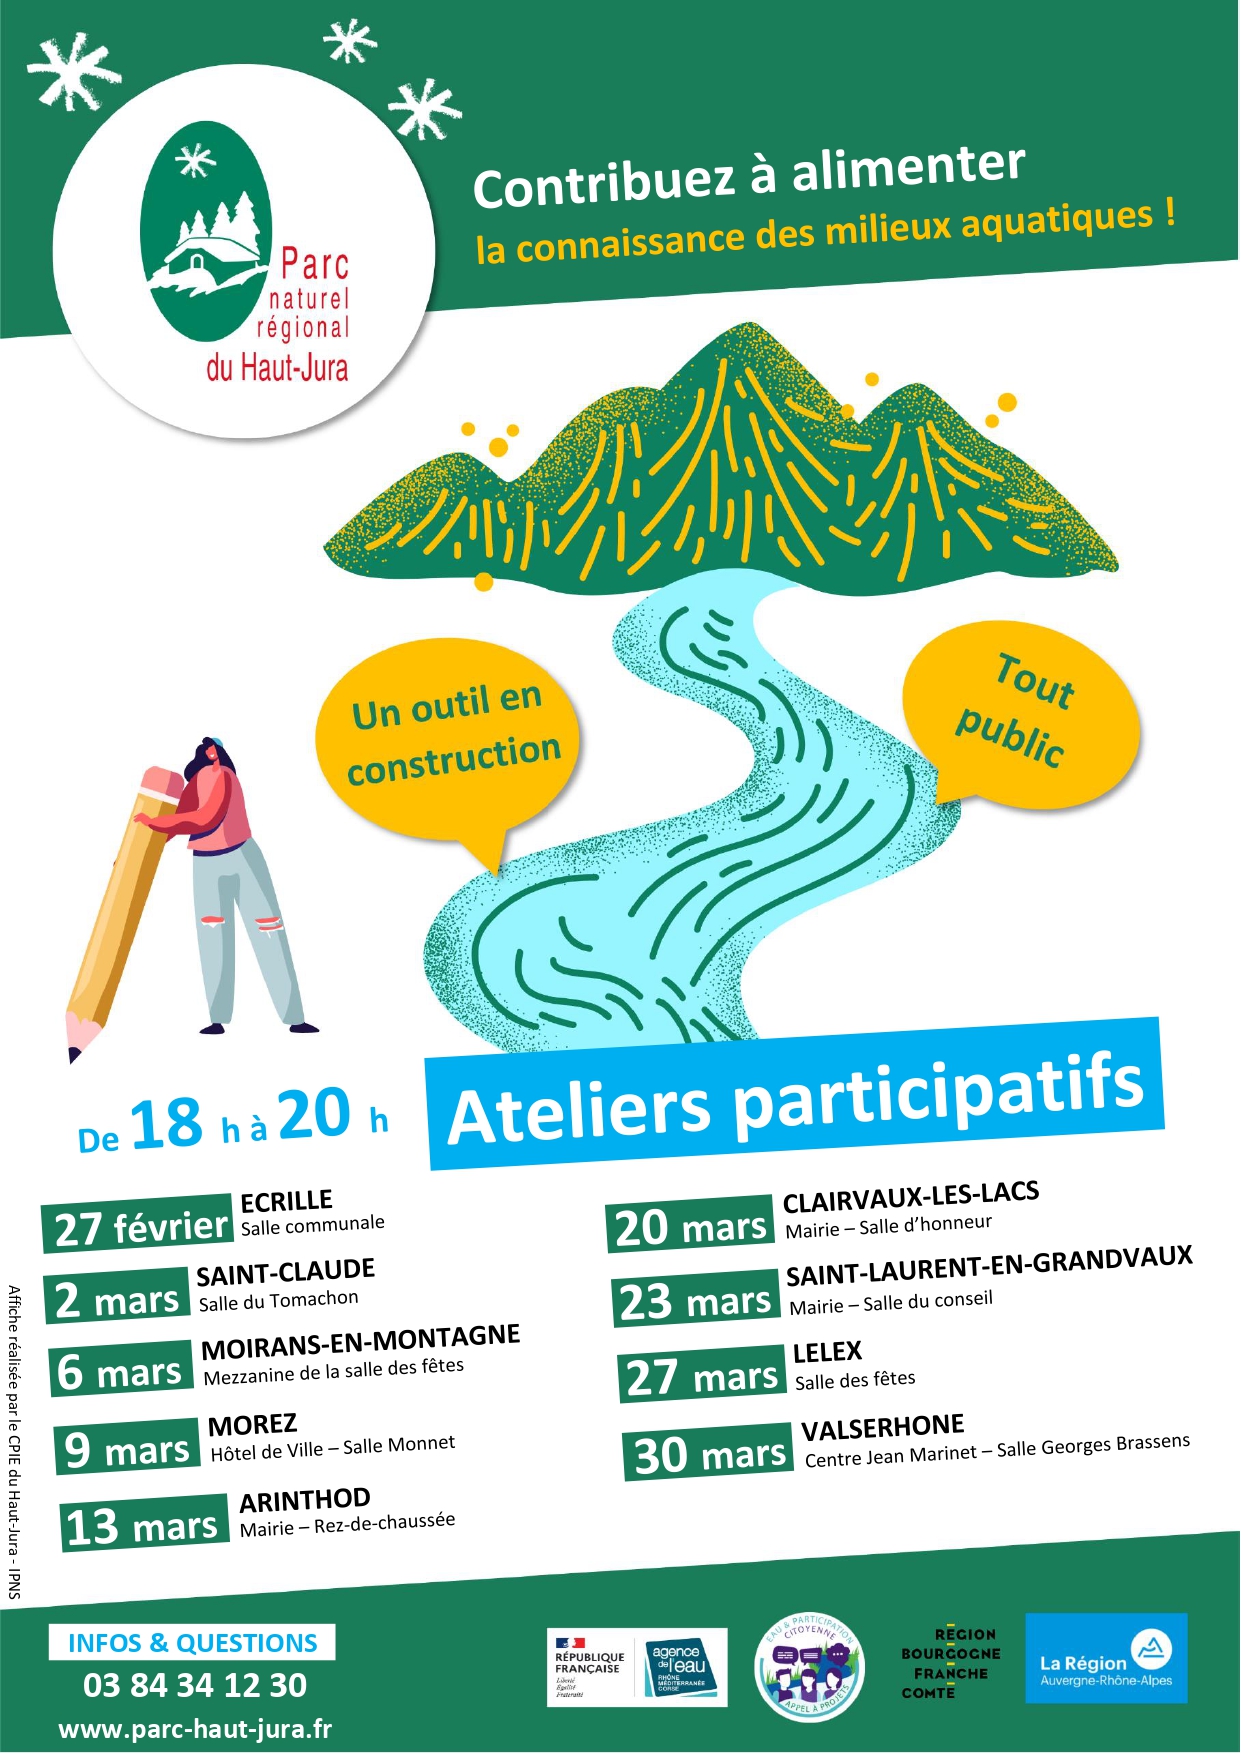 Parc
naturel
régional
du Haut-Jura
Contribuez à alimenter
la connaissance des milieux aquatiques !
Un outil en
construction
Tout
public
De 18 h à 20 h
Ateliers participatifs
27 février
ECRILLE
Salle communale
2 mars
SAINT-CLAUDE
Salle du Tomachon
6 mars
MOIRANS-EN-MONTAGNE
Mezzanine de la salle des fêtes
9 mars
MOREZ
Hôtel de Ville – Salle Monnet
13 mars
ARINTHOD
Mairie – Rez-de-chaussée
20 mars
CLAIRVAUX-LES-LACS
Mairie – Salle d'honneur
23 mars
SAINT-LAURENT-EN-GRANDVAUX
Mairie – Salle du conseil
27 mars
LELEX
Salle des fêtes
30 mars
VALSERHONE
Centre Jean Marinet – Salle Georges Brassens
Affiche réalisée par le CPIE du Haut-Jura - IPNS
INFOS & QUESTIONS
03 84 34 12 30
www.parc-haut-jura.fr
RÉPUBLIQUE
FRANÇAISE
Liberté
Égalité
Fraternité
agence
de l'eau
RHÔNE
MÉDITERRANÉE
CORSE
EAU & PARTICIPATION
CITOYENNE
APPEL À PROJETS
REGION
BOURGOGNE
FRANCHE
COMTE
La Région
Auvergne-Rhône-Alpes